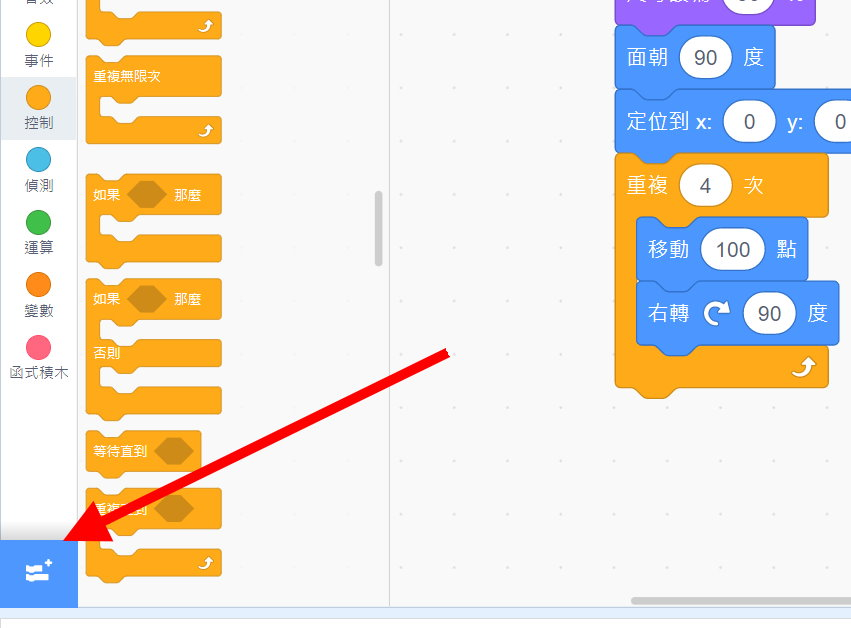 事件
控制
偵測
運算
變數
函式積木
重複無限次
如果 那麼
如果 那麼
否則
等待直到
面朝 90 度
定位到 x: 0 y: 0
重複 4 次
移動 100 點
右轉 90 度